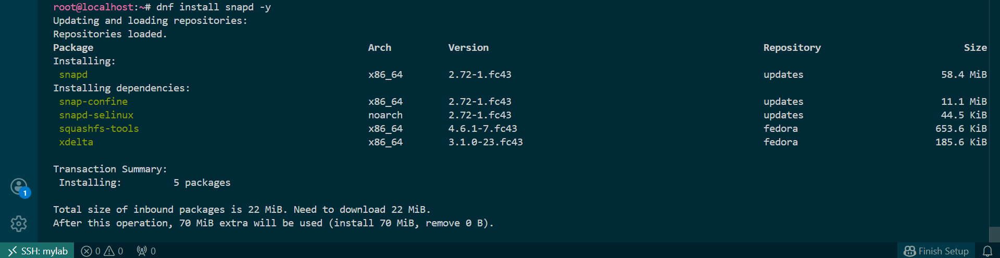 root@localhost:~# dnf install snapd -y
Updating and loading repositories:
Repositories loaded.
Package Arch Version Repository Size
Installing:
snapd x86_64 2.72-1.fc43 updates 58.4 MiB
Installing dependencies:
snap-confine x86_64 2.72-1.fc43 updates 11.1 MiB
snapd-selinux noarch 2.72-1.fc43 updates 44.5 KiB
squashfs-tools x86_64 4.6.1-7.fc43 fedora 653.6 KiB
xdelta x86_64 3.1.0-23.fc43 fedora 185.6 KiB
Transaction Summary:
Installing: 5 packages
1
Total size of inbound packages is 22 MiB. Need to download 22 MiB.
After this operation, 70 MiB extra will be used (install 70 MiB, remove 0 B).
SSH: mylab 0 0 0 Finish Setup